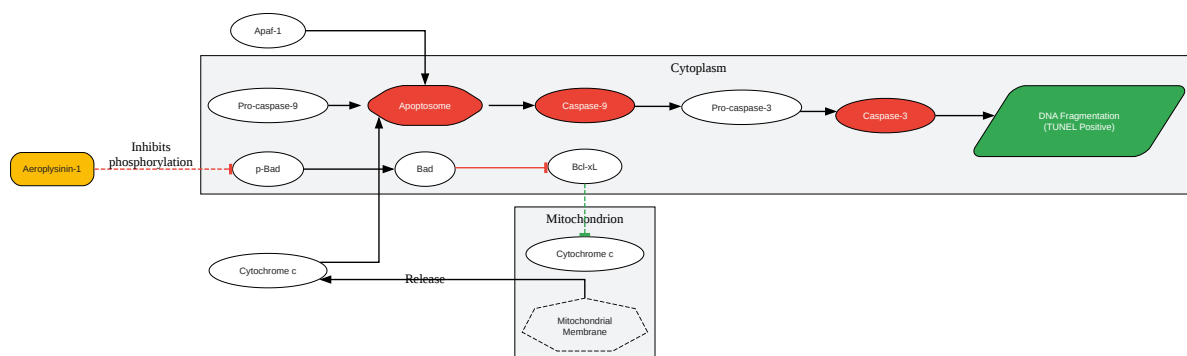 Apaf-1
Cytoplasm
Pro-caspase-9
Apoptosome
Caspase-9
Pro-caspase-3
Caspase-3
DNA Fragmentation
(TUNEL Positive)
Inhibits
phosphorylation
Aeroplysinin-1
p-Bad
Bad
Bcl-xL
Mitochondrion
Cytochrome c
Cytochrome c
Release
Mitochondrial
Membrane